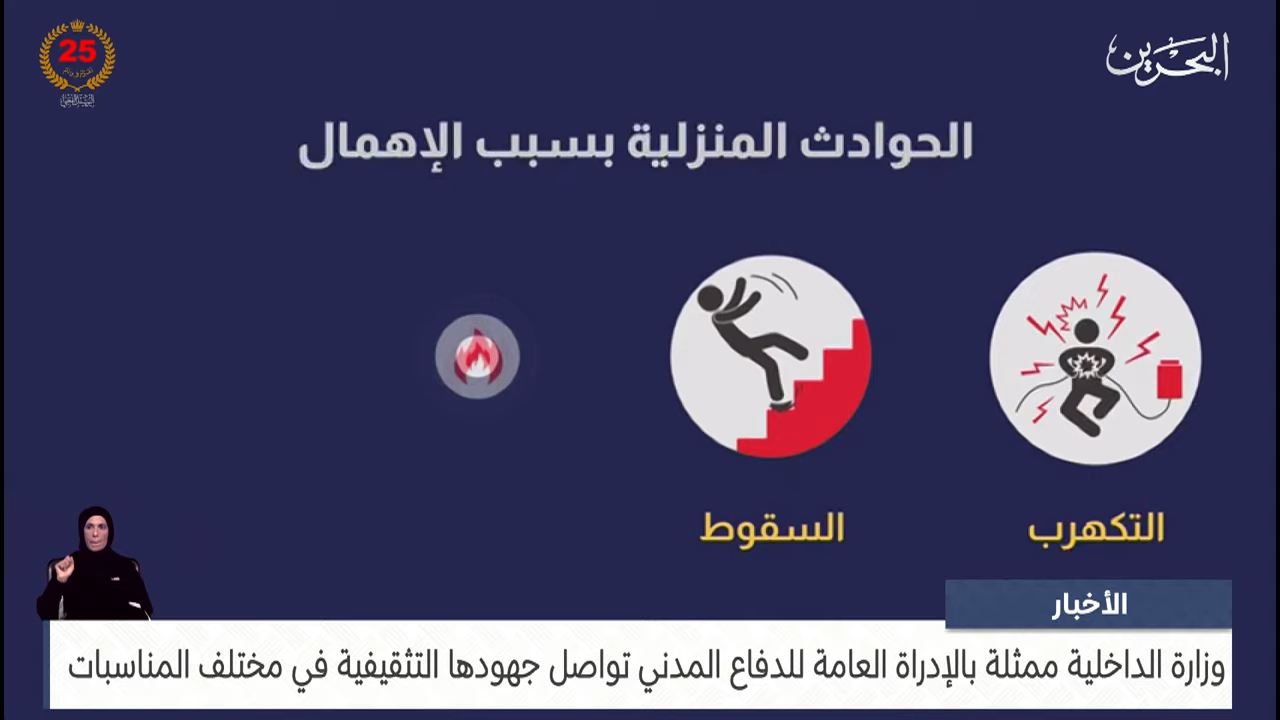 البحرين
25
الحوادث المنزلية بسبب الإهمال
التكهرب
السقوط
الأخبار
وزارة الداخلية ممثلة بالإدراة العامة للدفاع المدني تواصل جهودها التثقيفية في مختلف المناسبات